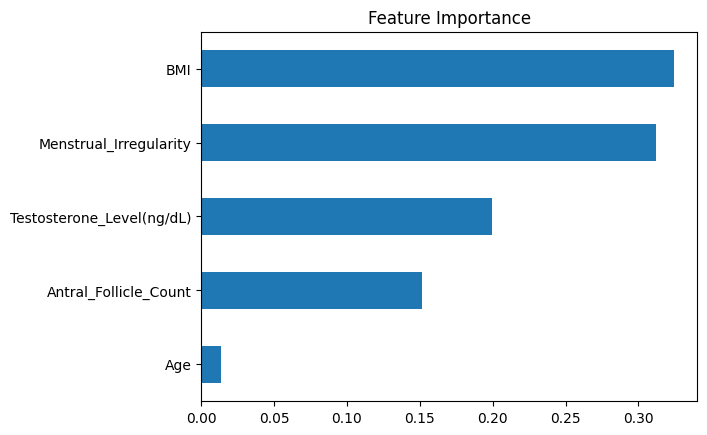 Feature Importance
BMI
Menstrual_Irregularity
Testosterone_Level(ng/dL)
Antral_Follicle_Count
Age
0.00 0.05 0.10 0.15 0.20 0.25 0.30